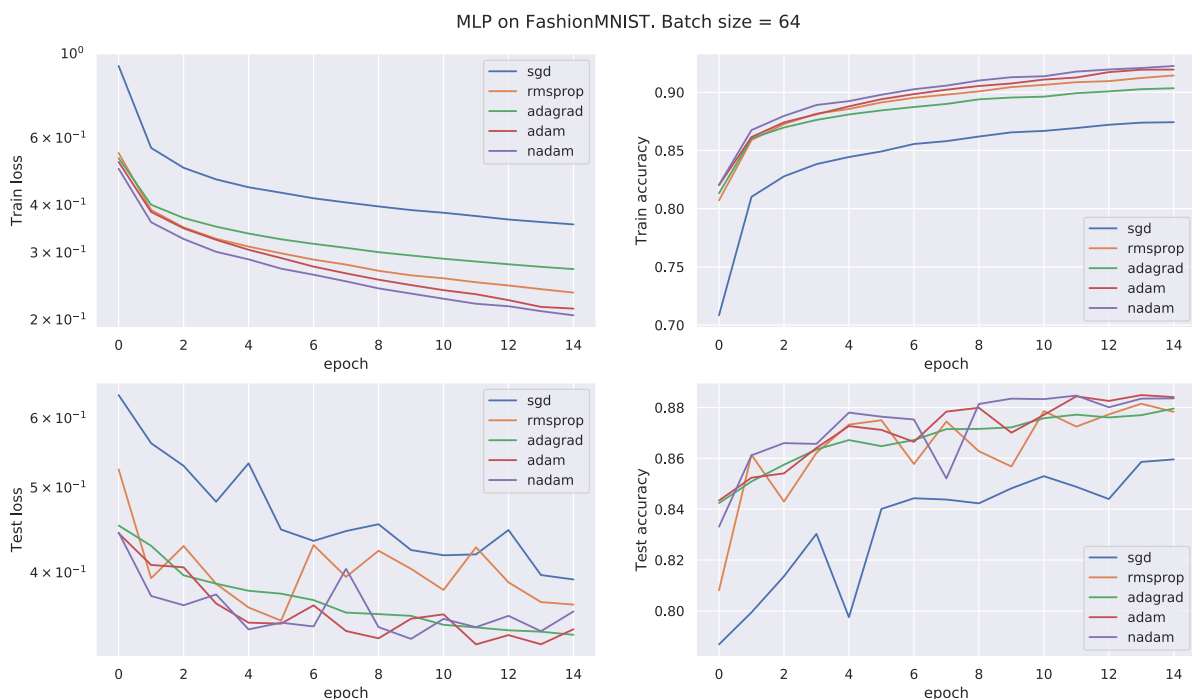 MLP on FashionMNIST. Batch size = 64
Train loss
10⁰
6 × 10⁻¹
4 × 10⁻¹
3 × 10⁻¹
2 × 10⁻¹
sgd
rmsprop
adagrad
adam
nadam
0 2 4 6 8 10 12 14
epoch
Train accuracy
0.90
0.85
0.80
0.75
0.70
sgd
rmsprop
adagrad
adam
nadam
0 2 4 6 8 10 12 14
epoch
Test loss
6 × 10⁻¹
5 × 10⁻¹
4 × 10⁻¹
sgd
rmsprop
adagrad
adam
nadam
0 2 4 6 8 10 12 14
epoch
Test accuracy
0.88
0.86
0.84
0.82
0.80
sgd
rmsprop
adagrad
adam
nadam
0 2 4 6 8 10 12 14
epoch